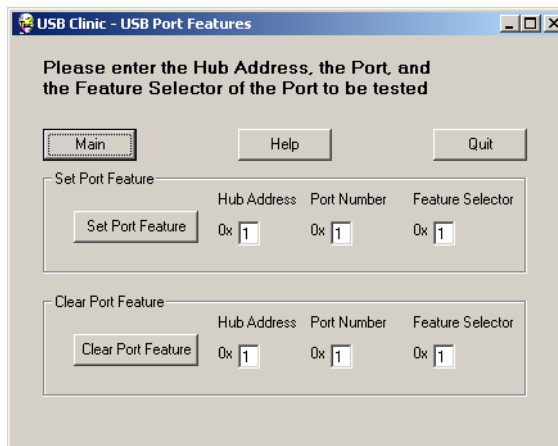 USB Clinic - USB Port Features
Please enter the Hub Address, the Port, and
the Feature Selector of the Port to be tested
Main Help Quit
Set Port Feature
Hub Address Port Number Feature Selector
Set Port Feature 0x 1 0x 1 0x 1
Clear Port Feature
Hub Address Port Number Feature Selector
Clear Port Feature 0x 1 0x 1 0x 1